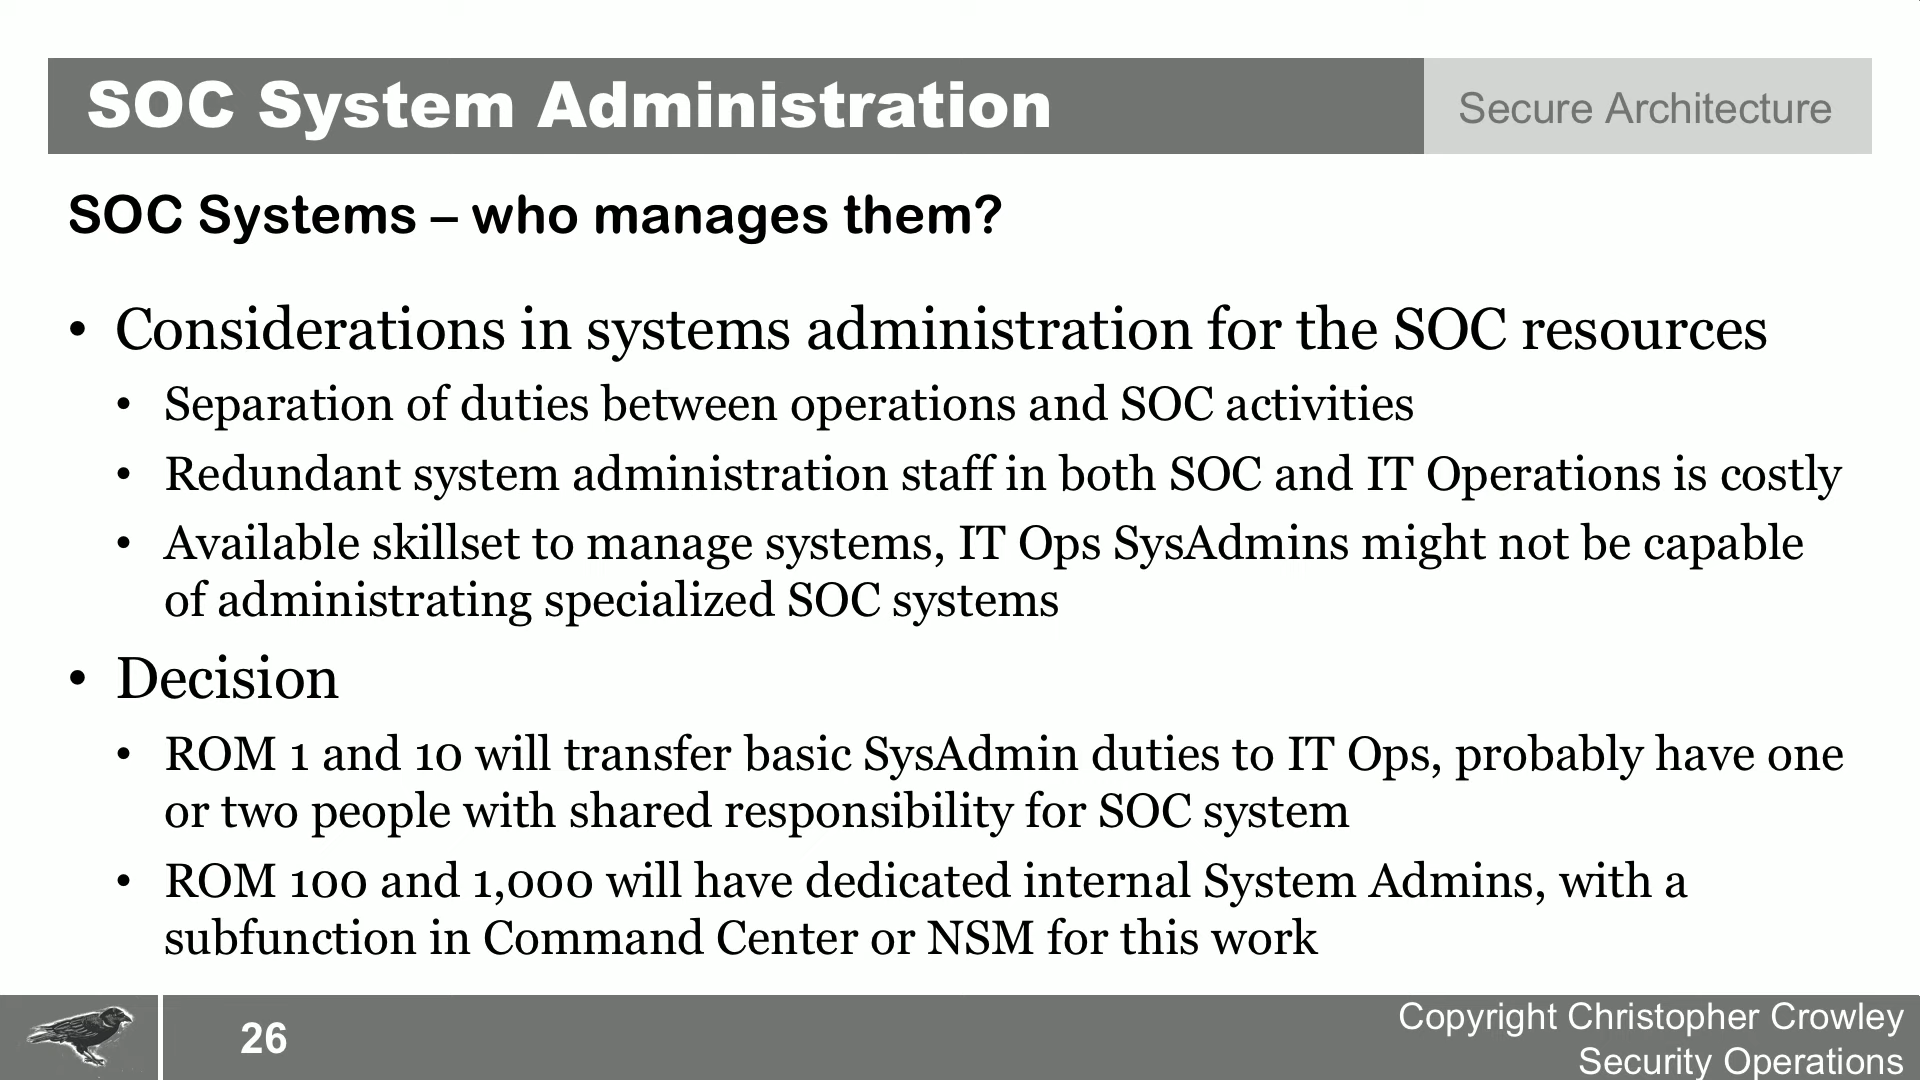 SOC System Administration
Secure Architecture
SOC Systems – who manages them?
• Considerations in systems administration for the SOC resources
• Separation of duties between operations and SOC activities
• Redundant system administration staff in both SOC and IT Operations is costly
• Available skillset to manage systems, IT Ops SysAdmins might not be capable
of administrating specialized SOC systems
• Decision
• ROM 1 and 10 will transfer basic SysAdmin duties to IT Ops, probably have one
or two people with shared responsibility for SOC system
• ROM 100 and 1,000 will have dedicated internal System Admins, with a
subfunction in Command Center or NSM for this work
26
Copyright Christopher Crowley
Security Operations